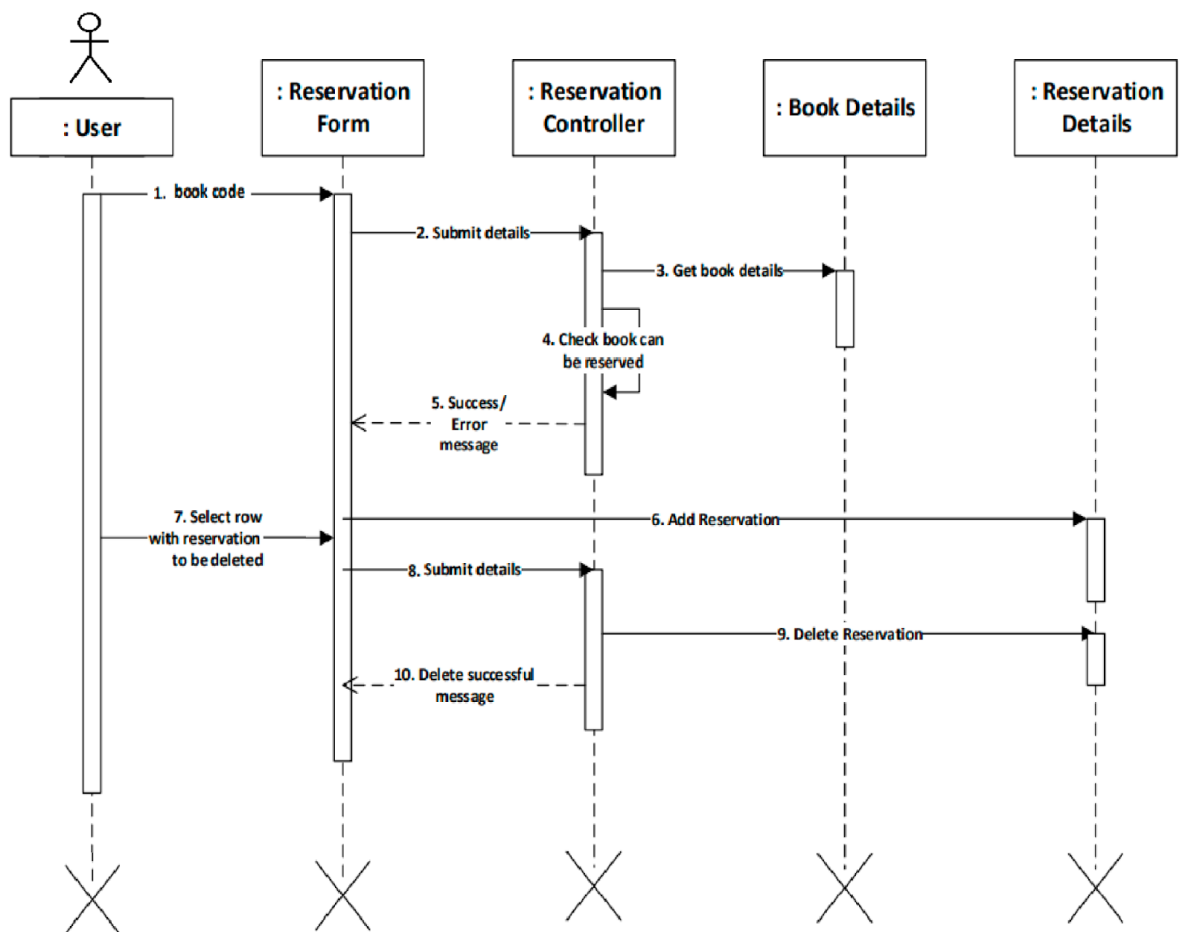 : User
: Reservation
Form
: Reservation
Controller
: Book Details
: Reservation
Details
1. book code
2. Submit details
3. Get book details
4. Check book can
be reserved
5. Success/
Error
message
6. Add Reservation
7. Select row
with reservation
to be deleted
8. Submit details
9. Delete Reservation
10. Delete successful
message